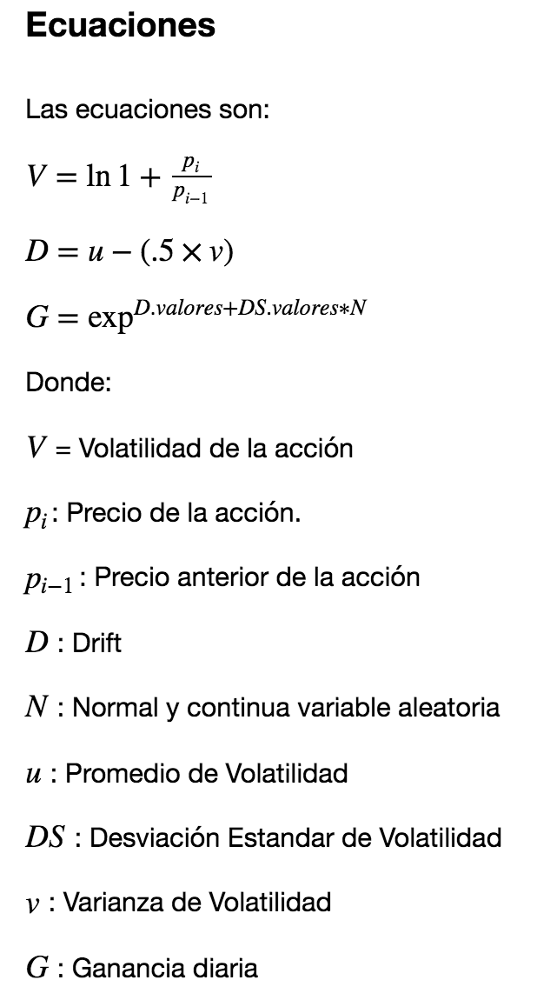 Ecuaciones
Las ecuaciones son:
V = ln 1 + p_i / p_{i−1}
D = u − (.5 × v)
G = exp^{D.valores+DS.valores*N}
Donde:
V = Volatilidad de la acción
p_i : Precio de la acción.
p_{i−1} : Precio anterior de la acción
D : Drift
N : Normal y continua variable aleatoria
u : Promedio de Volatilidad
DS : Desviación Estandar de Volatilidad
v : Varianza de Volatilidad
G : Ganancia diaria